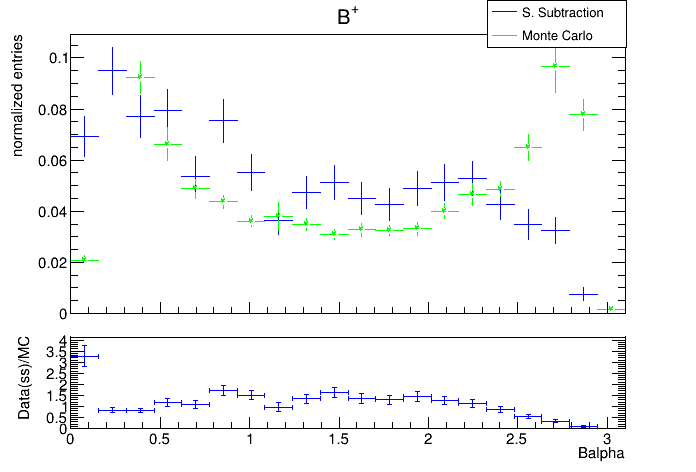 B+
S. Subtraction
Monte Carlo
normalized entries
0.1
0.08
0.06
0.04
0.02
0
Data(ss)/MC
4
3.5
3
2.5
2
1.5
1
0.5
0
0 0.5 1 1.5 2 2.5 3
Balpha